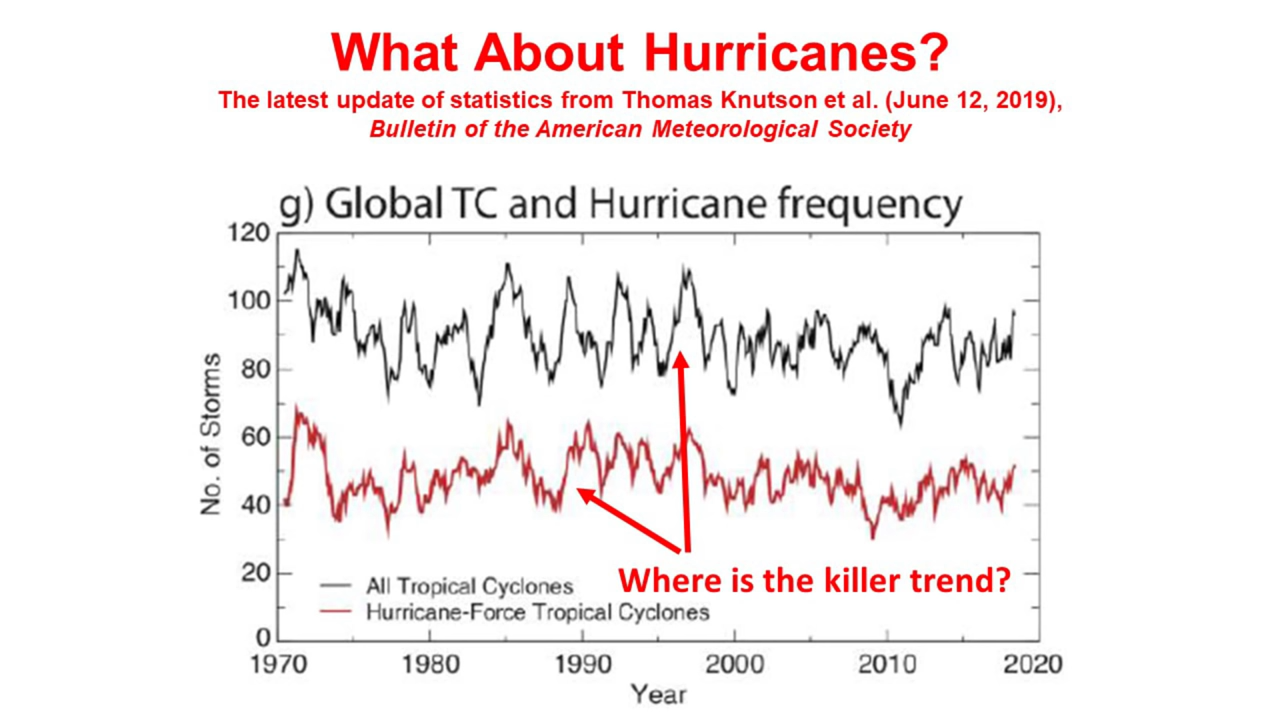 What About Hurricanes?
The latest update of statistics from Thomas Knutson et al. (June 12, 2019),
Bulletin of the American Meteorological Society
g) Global TC and Hurricane frequency
120
100
80
60
40
20
0
No. of Storms
Where is the killer trend?
All Tropical Cyclones
Hurricane-Force Tropical Cyclones
1970 1980 1990 2000 2010 2020
Year